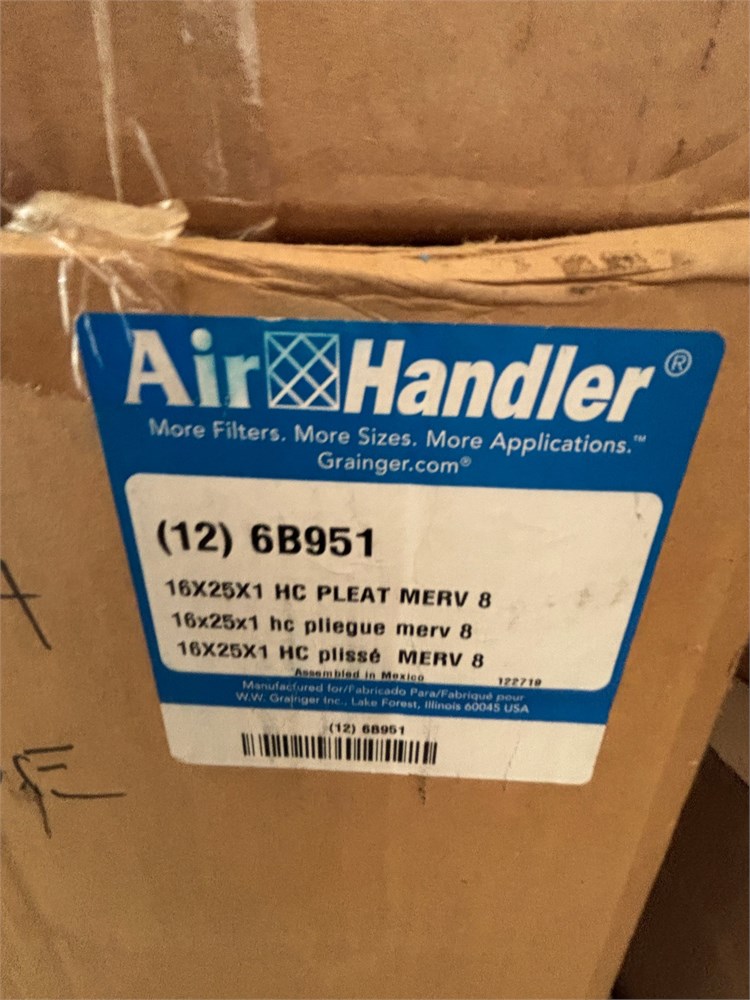 Air Handler®
More Filters. More Sizes. More Applications.™
Grainger.com®
(12) 6B951
16X25X1 HC PLEAT MERV 8
16x25x1 hc pliegue merv 8
16X25X1 HC plissé MERV 8
Assembled in Mexico 122719
Manufactured for/Fabricado Para/Fabriqué pour
W.W. Grainger Inc., Lake Forest, Illinois 60045 USA
(12) 6B951